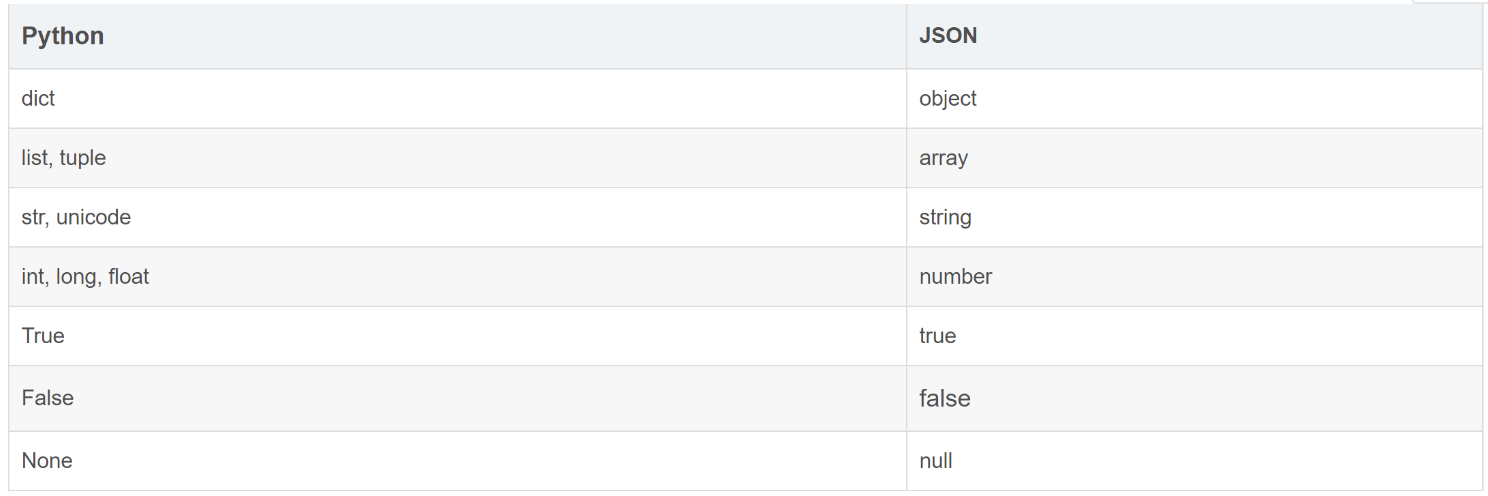 Python JSON
dict object
list, tuple array
str, unicode string
int, long, float number
True true
False false
None null